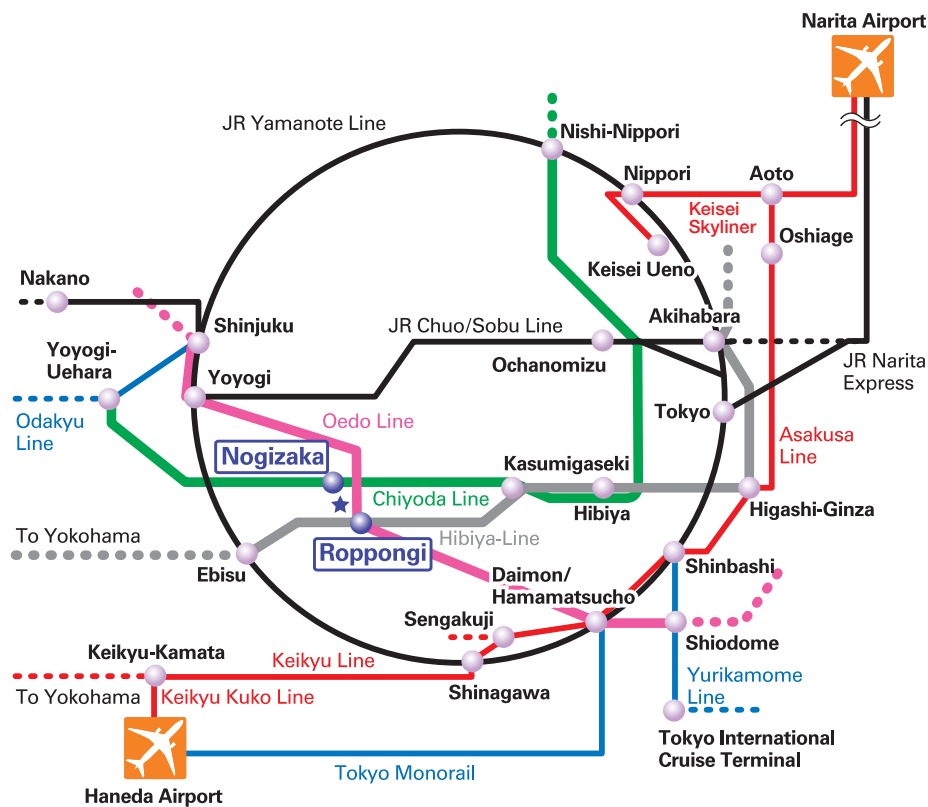 Narita Airport
JR Yamanote Line
Nishi-Nippori
Nippori
Aoto
Keisei
Skyliner
Oshiage
Keisei Ueno
Nakano
Shinjuku
JR Chuo/Sobu Line
Akihabara
Yoyogi-
Uehara
Ochanomizu
JR Narita
Express
Yoyogi
Tokyo
Odakyu
Line
Oedo Line
Asakusa
Line
Nogizaka
Kasumigaseki
Chiyoda Line
Hibiya
Higashi-Ginza
To Yokohama
Hibiya-Line
Roppongi
Ebisu
Shinbashi
Daimon/
Hamamatsucho
Sengakuji
Shiodome
Keikyu-Kamata
Keikyu Line
Shinagawa
To Yokohama
Keikyu Kuko Line
Yurikamome
Line
Tokyo International
Cruise Terminal
Tokyo Monorail
Haneda Airport